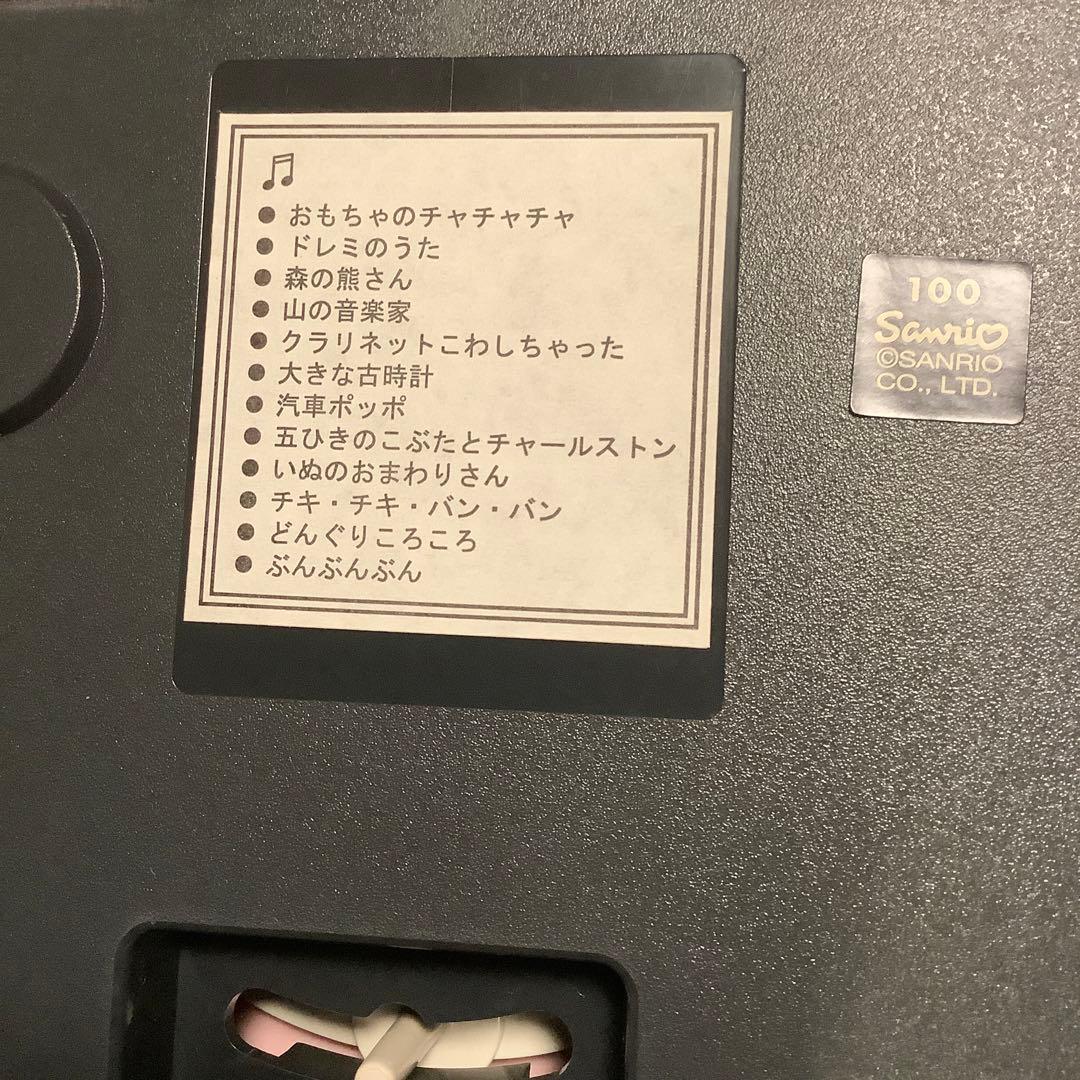 ● おもちゃのチャチャチャ
● ドレミのうた
● 森の熊さん
● 山の音楽家
● クラリネットこわしちゃった
● 大きな古時計
● 汽車ポッポ
● 五ひきのこぶたとチャールストン
● いぬのおまわりさん
● チキ・チキ・バン・バン
● どんぐりころころ
● ぶんぶんぶん
100
Sanrio
©SANRIO
CO., LTD.